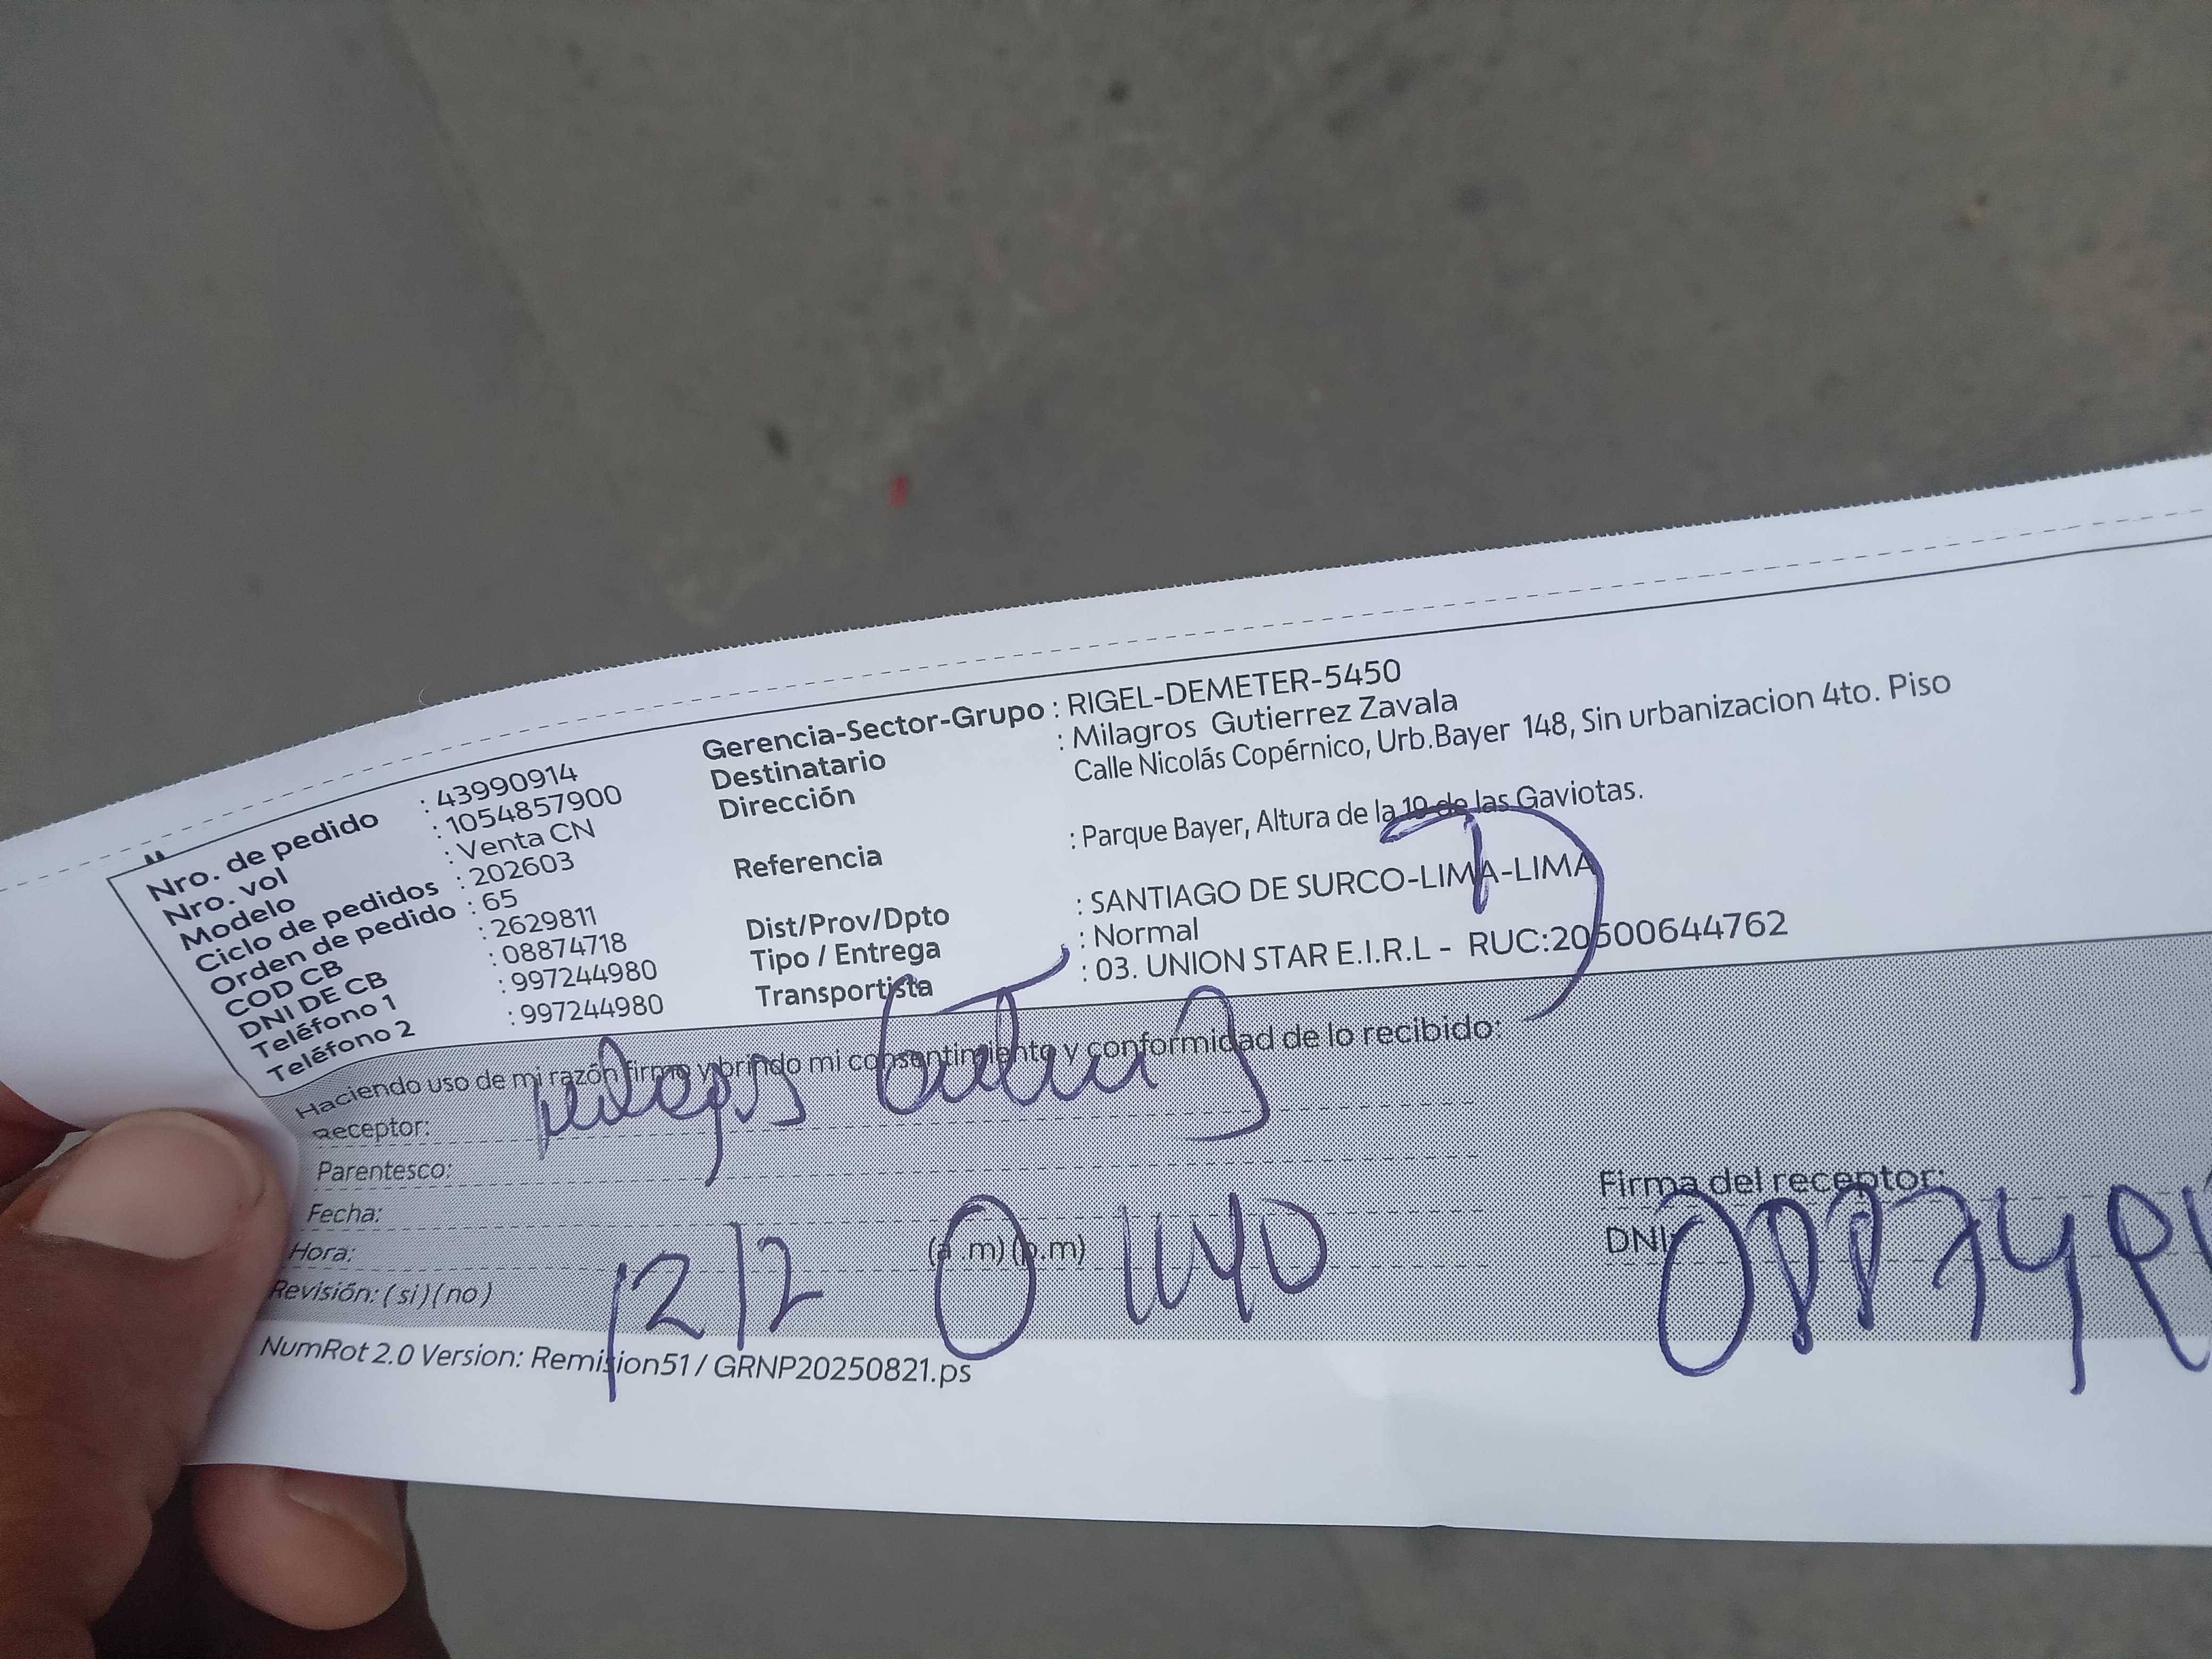 Nro. de pedido : 43990914
Nro. vol : 1054857900
Modelo : Venta CN
Ciclo de pedidos : 202603
Orden de pedido : 65
COD CB : 2629811
DNI DE CB : 08874718
Teléfono 1 : 997244980
Teléfono 2 : 997244980
Gerencia-Sector-Grupo : RIGEL-DEMETER-5450
Destinatario : Milagros Gutierrez Zavala
Dirección Calle Nicolás Copérnico, Urb.Bayer 148, Sin urbanizacion 4to. Piso
Referencia : Parque Bayer, Altura de la 19 de las Gaviotas.
Dist/Prov/Dpto : SANTIAGO DE SURCO-LIMA-LIMA
Tipo / Entrega : Normal
Transportista : 03. UNION STAR E.I.R.L - RUC:20500644762
Haciendo uso de mi razón firmo y brindo mi consentimiento y conformidad de lo recibido:
Receptor:
Parentesco:
Fecha: 12/2
Hora: (a.m)(p.m) 1140
Revisión: (si)(no)
Firma del receptor:
DNI: 088747
NumRot 2.0 Version: Remision51 / GRNP20250821.ps